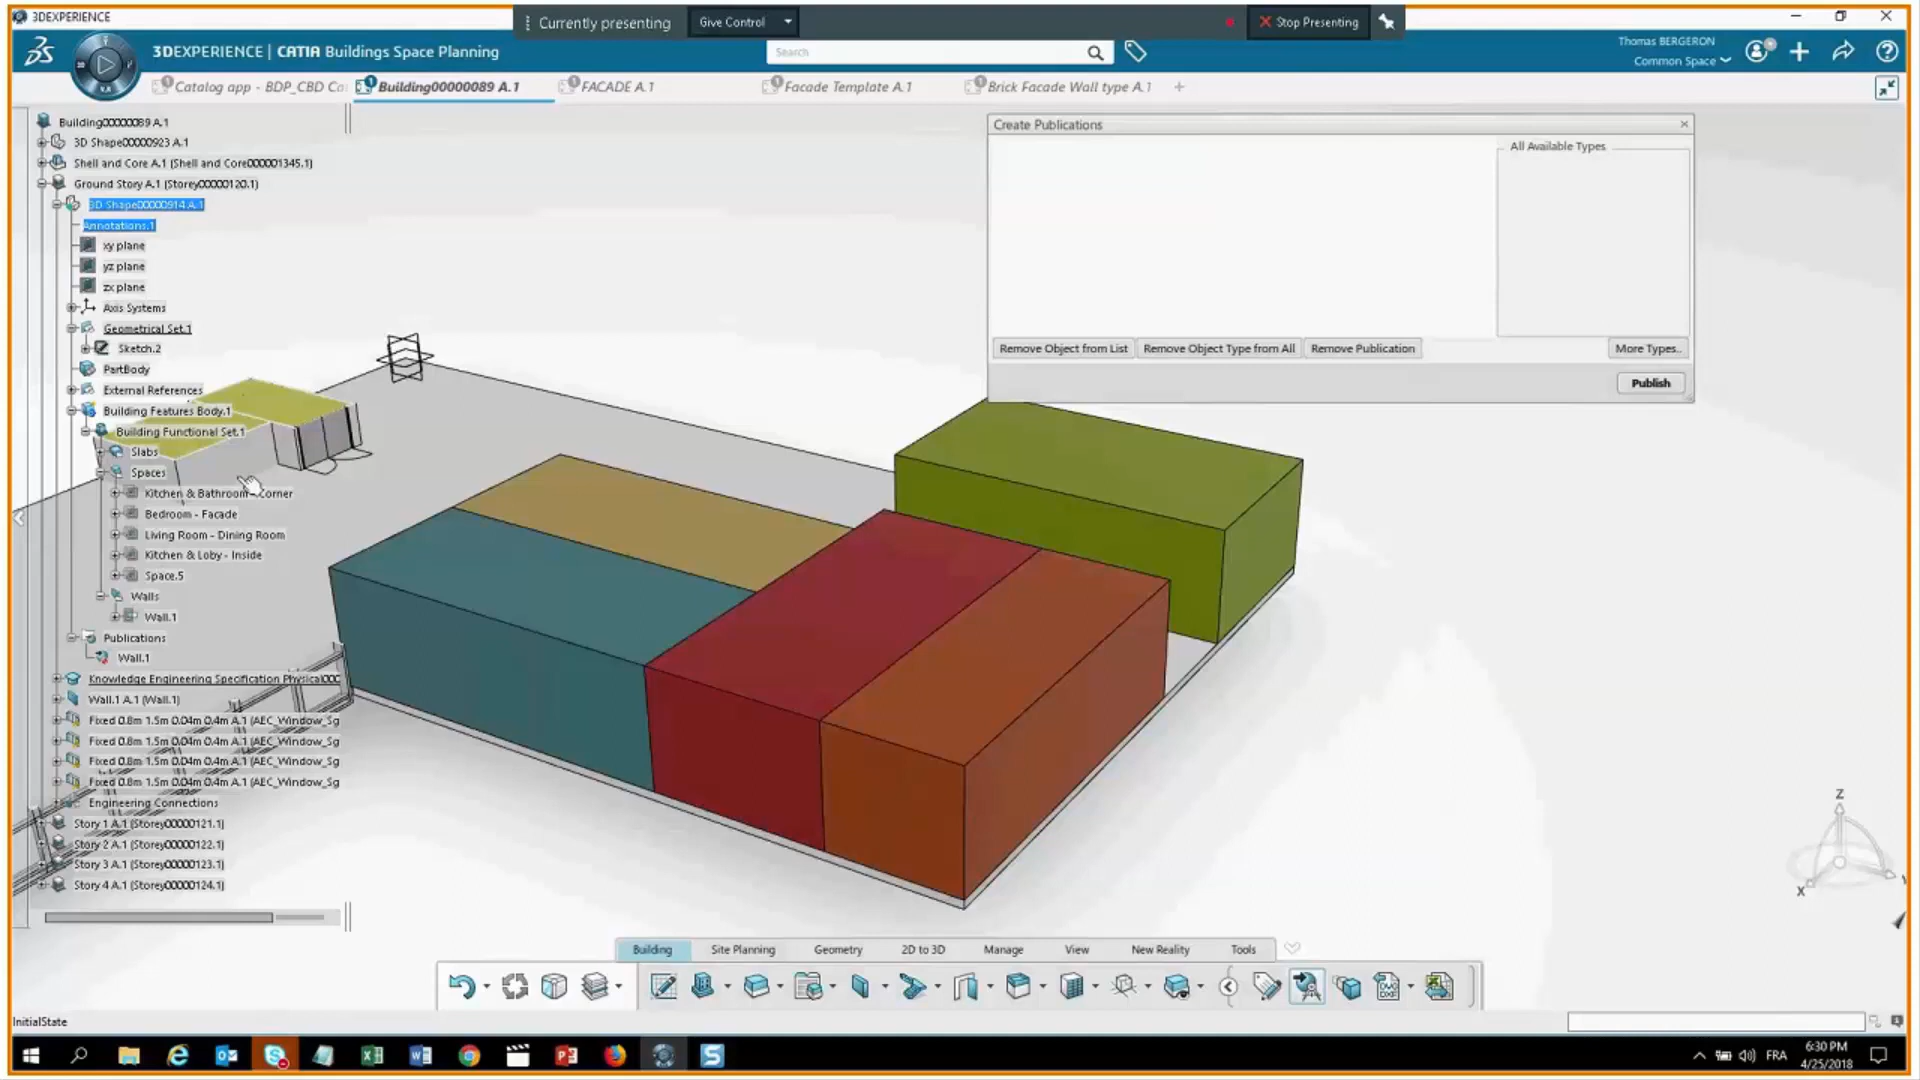 3DEXPERIENCE
Currently presenting
Give Control
Stop Presenting
3DEXPERIENCE | CATIA Buildings Space Planning
Search
Thomas BERGERON
Common Space
Catalog app - BDP_CBD Ca
Building00000089 A.1
FACADE A.1
Facade Template A.1
Brick Facade Wall type A.1
Building00000089 A.1
3D Shape00000923 A.1
Shell and Core A.1 (Shell and Core000001345.1)
Ground Story A.1 (Storey00000120.1)
3D Shape00000914 A.1
Annotations.1
xy plane
yz plane
zx plane
Axis Systems
Geometrical Set.1
Sketch.2
PartBody
External References
Building Features Body.1
Building Functional Set.1
Slabs
Spaces
Kitchen & Bathroom - Corner
Bedroom - Facade
Living Room - Dining Room
Kitchen & Loby - Inside
Space.5
Walls
Wall.1
Publications
Wall.1
Knowledge Engineering Specification Physical000
Wall.1 A.1 (Wall.1)
Fixed 0.8m 1.5m 0.04m 0.4m A.1 (AEC_Window_Sg
Fixed 0.8m 1.5m 0.04m 0.4m A.1 (AEC_Window_Sg
Fixed 0.8m 1.5m 0.04m 0.4m A.1 (AEC_Window_Sg
Fixed 0.8m 1.5m 0.04m 0.4m A.1 (AEC_Window_Sg
Engineering Connections
Story 1 A.1 (Storey00000121.1)
Story 2 A.1 (Storey00000122.1)
Story 3 A.1 (Storey00000123.1)
Story 4 A.1 (Storey00000124.1)
Create Publications
All Available Types
Remove Object from List
Remove Object Type from All
Remove Publication
More Types..
Publish
Z
X
Building
Site Planning
Geometry
2D to 3D
Manage
View
New Reality
Tools
InitialState
FRA
6:30 PM
4/25/2018